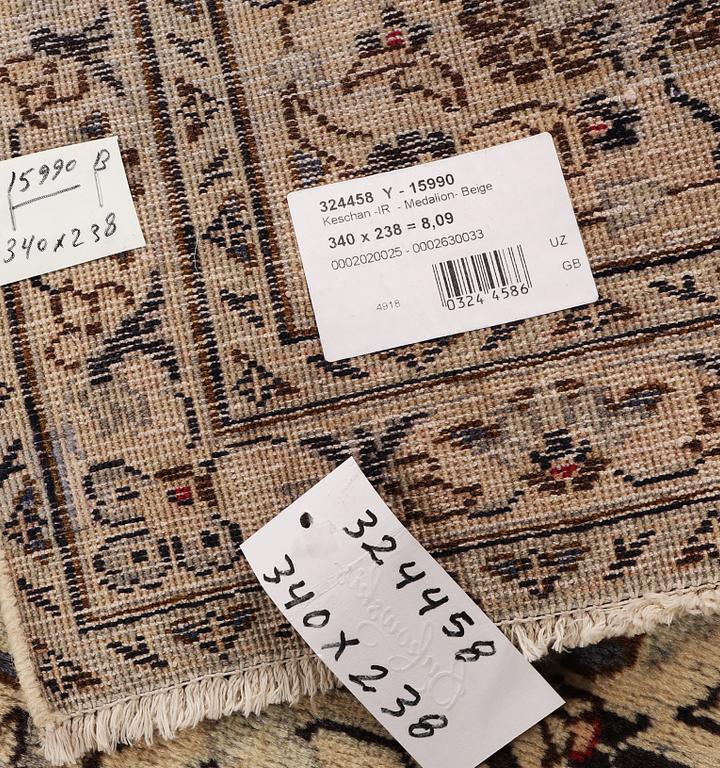 15990 B
340x238
324458 Y - 15990
Keschan -IR - Medalion- Beige
340 x 238 = 8,09
0002020025 - 0002630033
UZ
GB
4918
0324 4586
324458
340x238